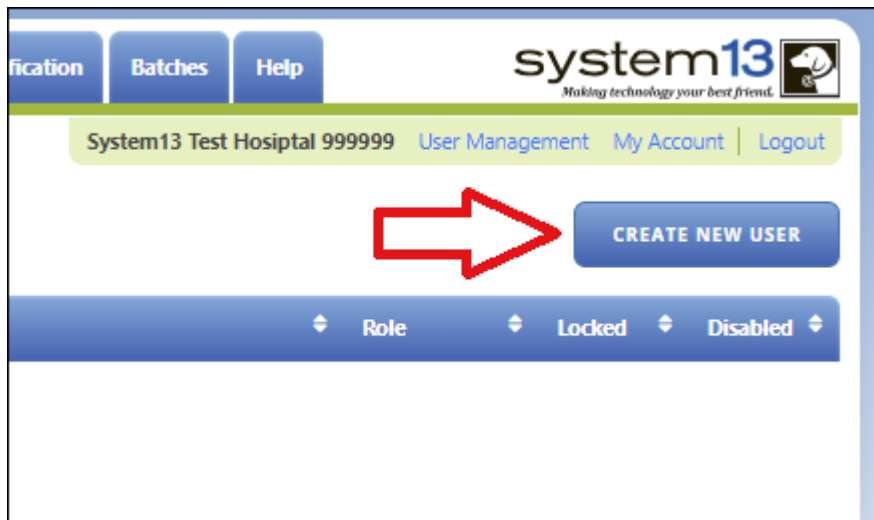 fication Batches Help
system13
Making technology your best friend.
System13 Test Hosiptal 999999 User Management My Account Logout
CREATE NEW USER
Role Locked Disabled